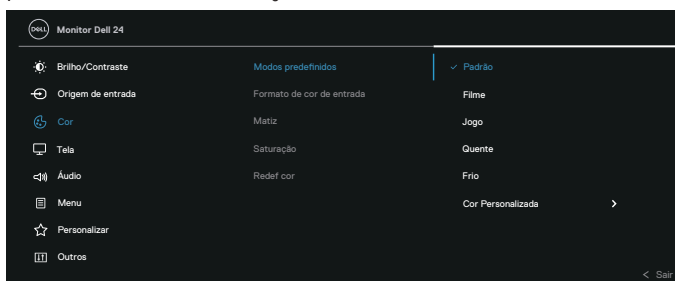 DELL Monitor Dell 24
Brilho/Contraste Modos predefinidos ✓ Padrão
Origem de entrada Formato de cor de entrada Filme
Cor Matiz Jogo
Tela Saturação Quente
Áudio Redef cor Frio
Menu Cor Personalizada >
Personalizar
Outros
< Sair